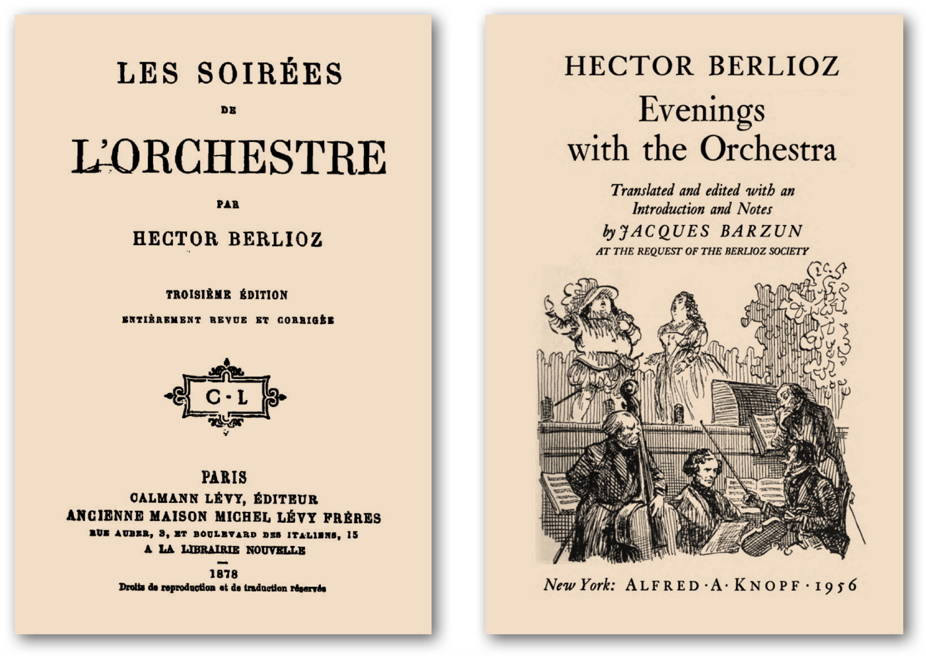 LES SOIRÉES
DE
L'ORCHESTRE
PAR
HECTOR BERLIOZ
TROISIÈME ÉDITION
ENTIÈREMENT REVUE ET CORRIGÉE
C-L
PARIS
CALMANN LÉVY, ÉDITEUR
ANCIENNE MAISON MICHEL LÉVY FRÈRES
RUE AUBER, 3, ET BOULEVARD DES ITALIENS, 15
A LA LIBRAIRIE NOUVELLE
1878
Droits de reproduction et de traduction réservés
HECTOR BERLIOZ
Evenings
with the Orchestra
Translated and edited with an
Introduction and Notes
by JACQUES BARZUN
AT THE REQUEST OF THE BERLIOZ SOCIETY
New York: ALFRED·A·KNOPF·1956